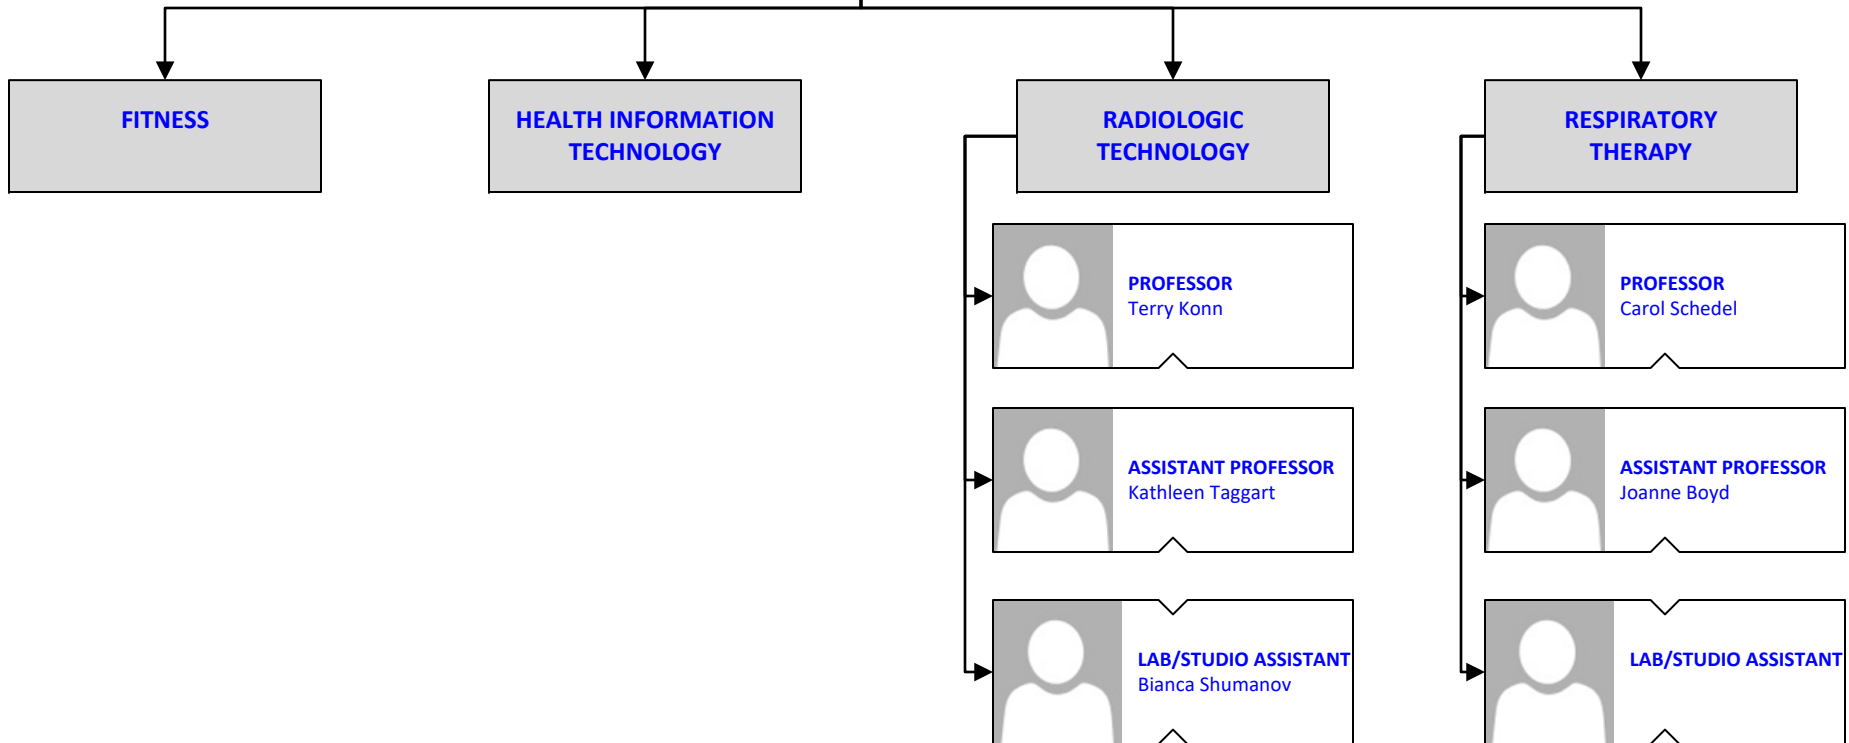 FITNESS
HEALTH INFORMATION
TECHNOLOGY
RADIOLOGIC
TECHNOLOGY
RESPIRATORY
THERAPY
PROFESSOR
Terry Konn
PROFESSOR
Carol Schedel
ASSISTANT PROFESSOR
Kathleen Taggart
ASSISTANT PROFESSOR
Joanne Boyd
LAB/STUDIO ASSISTANT
Bianca Shumanov
LAB/STUDIO ASSISTANT